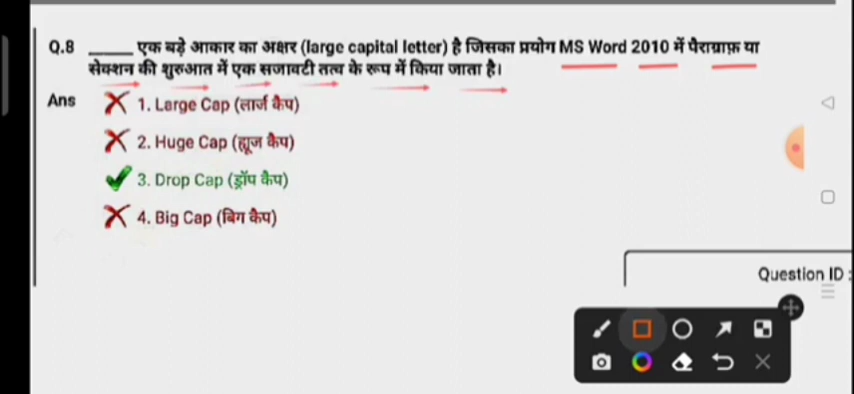 Q.8 _____ एक बड़े आकार का अक्षर (large capital letter) है जिसका प्रयोग MS Word 2010 में पैराग्राफ़ या
सेक्शन की शुरुआत में एक सजावटी तत्व के रूप में किया जाता है।
Ans 1. Large Cap (लार्ज कैप)
2. Huge Cap (ह्यूज कैप)
3. Drop Cap (ड्रॉप कैप)
4. Big Cap (बिग कैप)
Question ID :